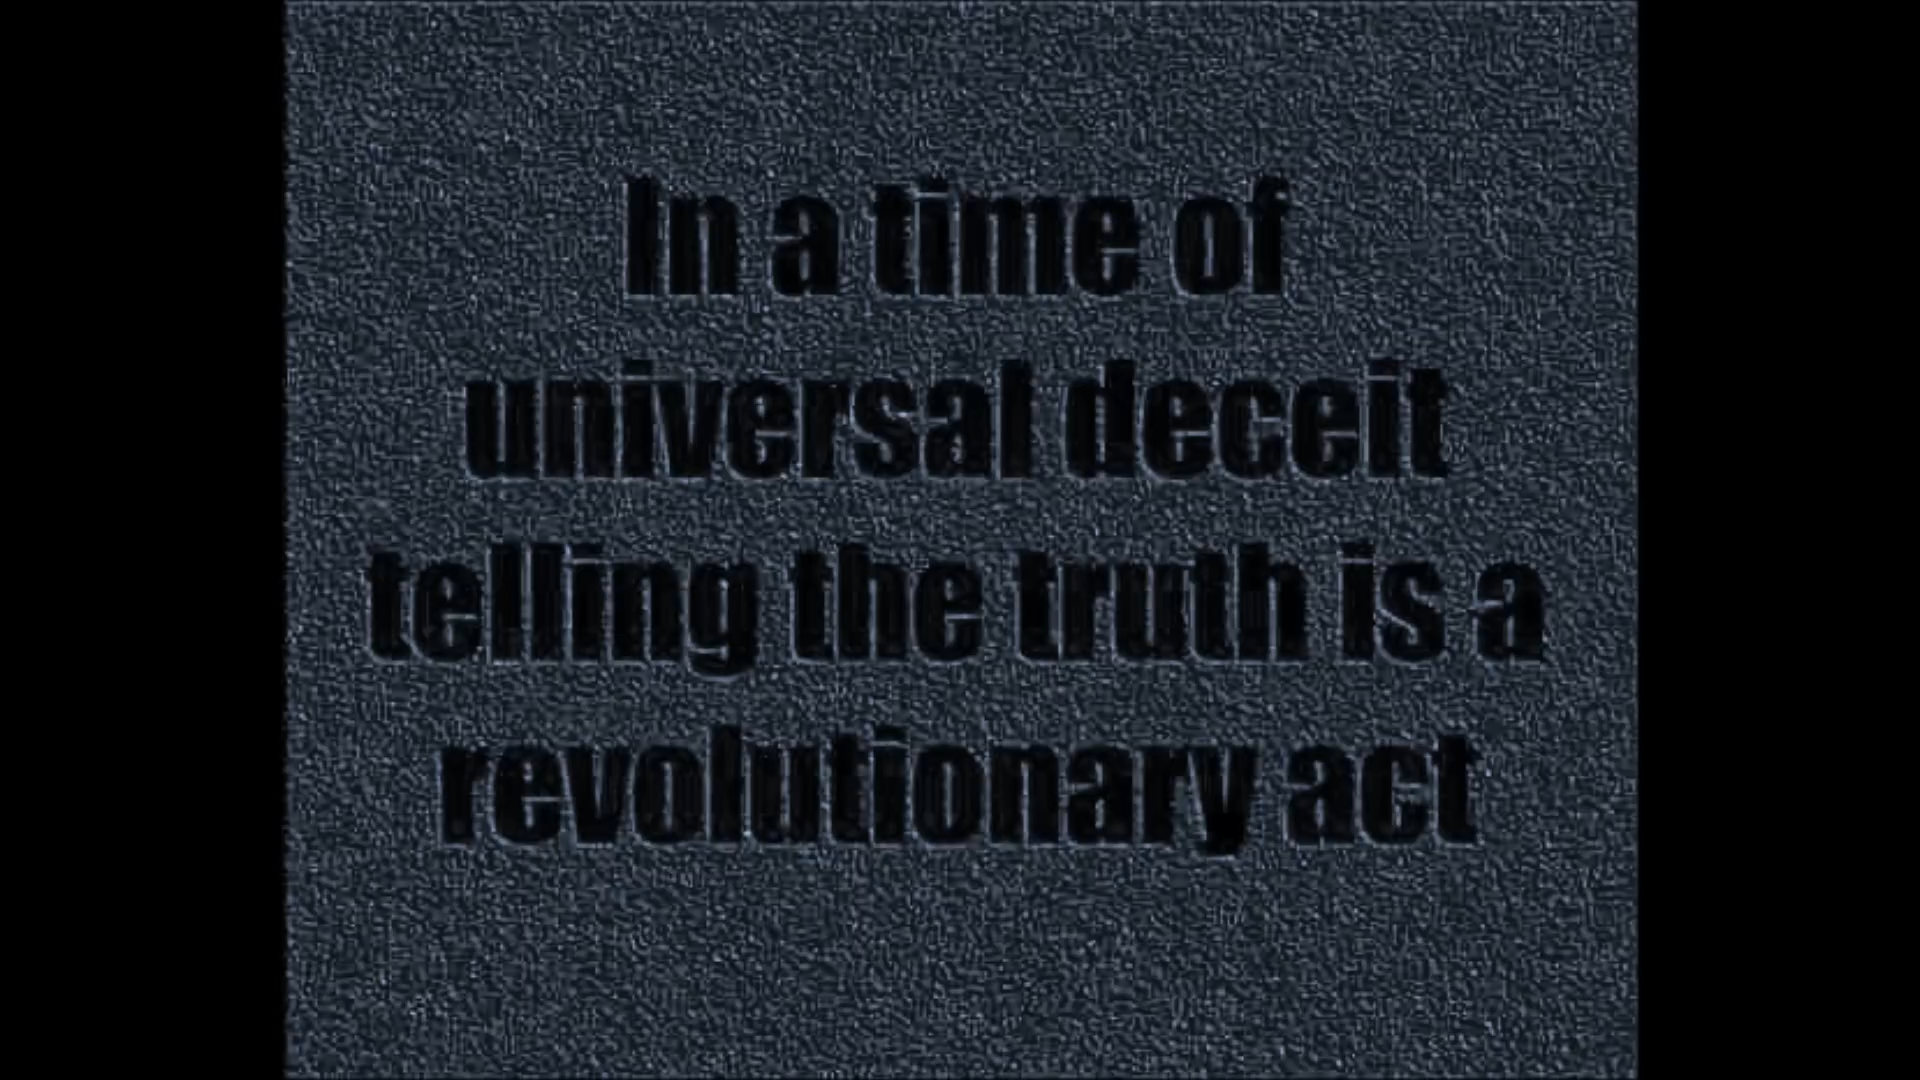 In a time of
universal deceit
telling the truth is a
revolutionary act